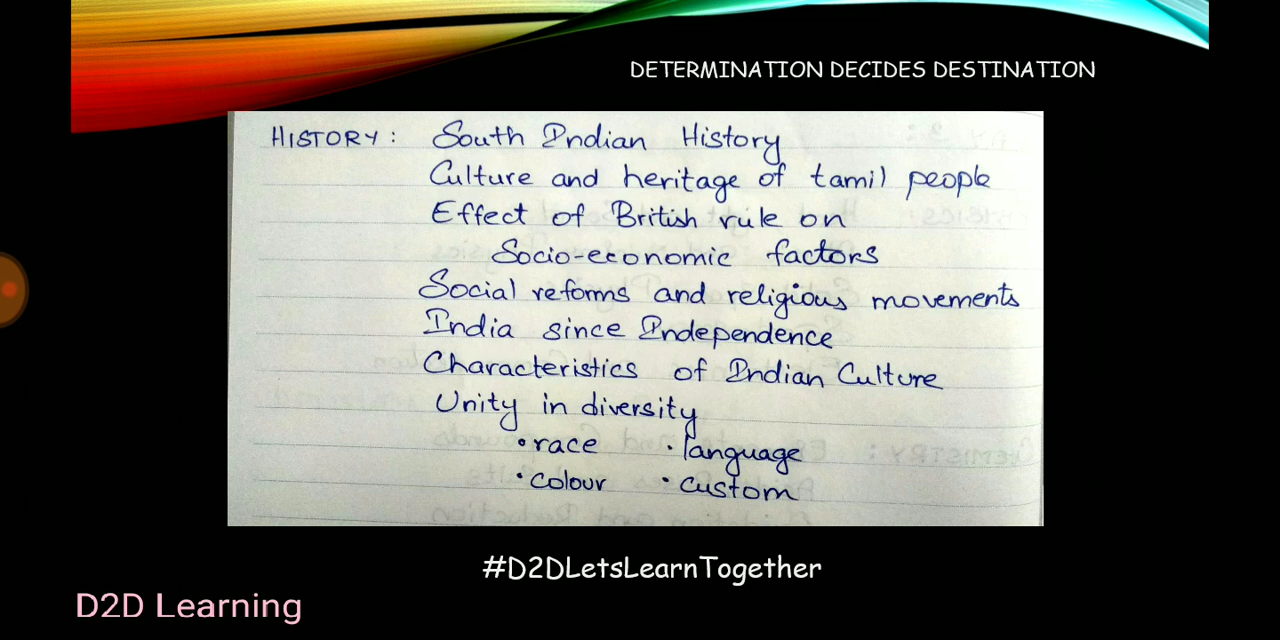 DETERMINATION DECIDES DESTINATION
HISTORY: South Indian History
Culture and heritage of tamil people
Effect of British rule on
Socio-economic factors
Social reforms and religious movements
India since Independence
Characteristics of Indian Culture
Unity in diversity
• race • language
• colour • custom
#D2DLetsLearnTogether
D2D Learning